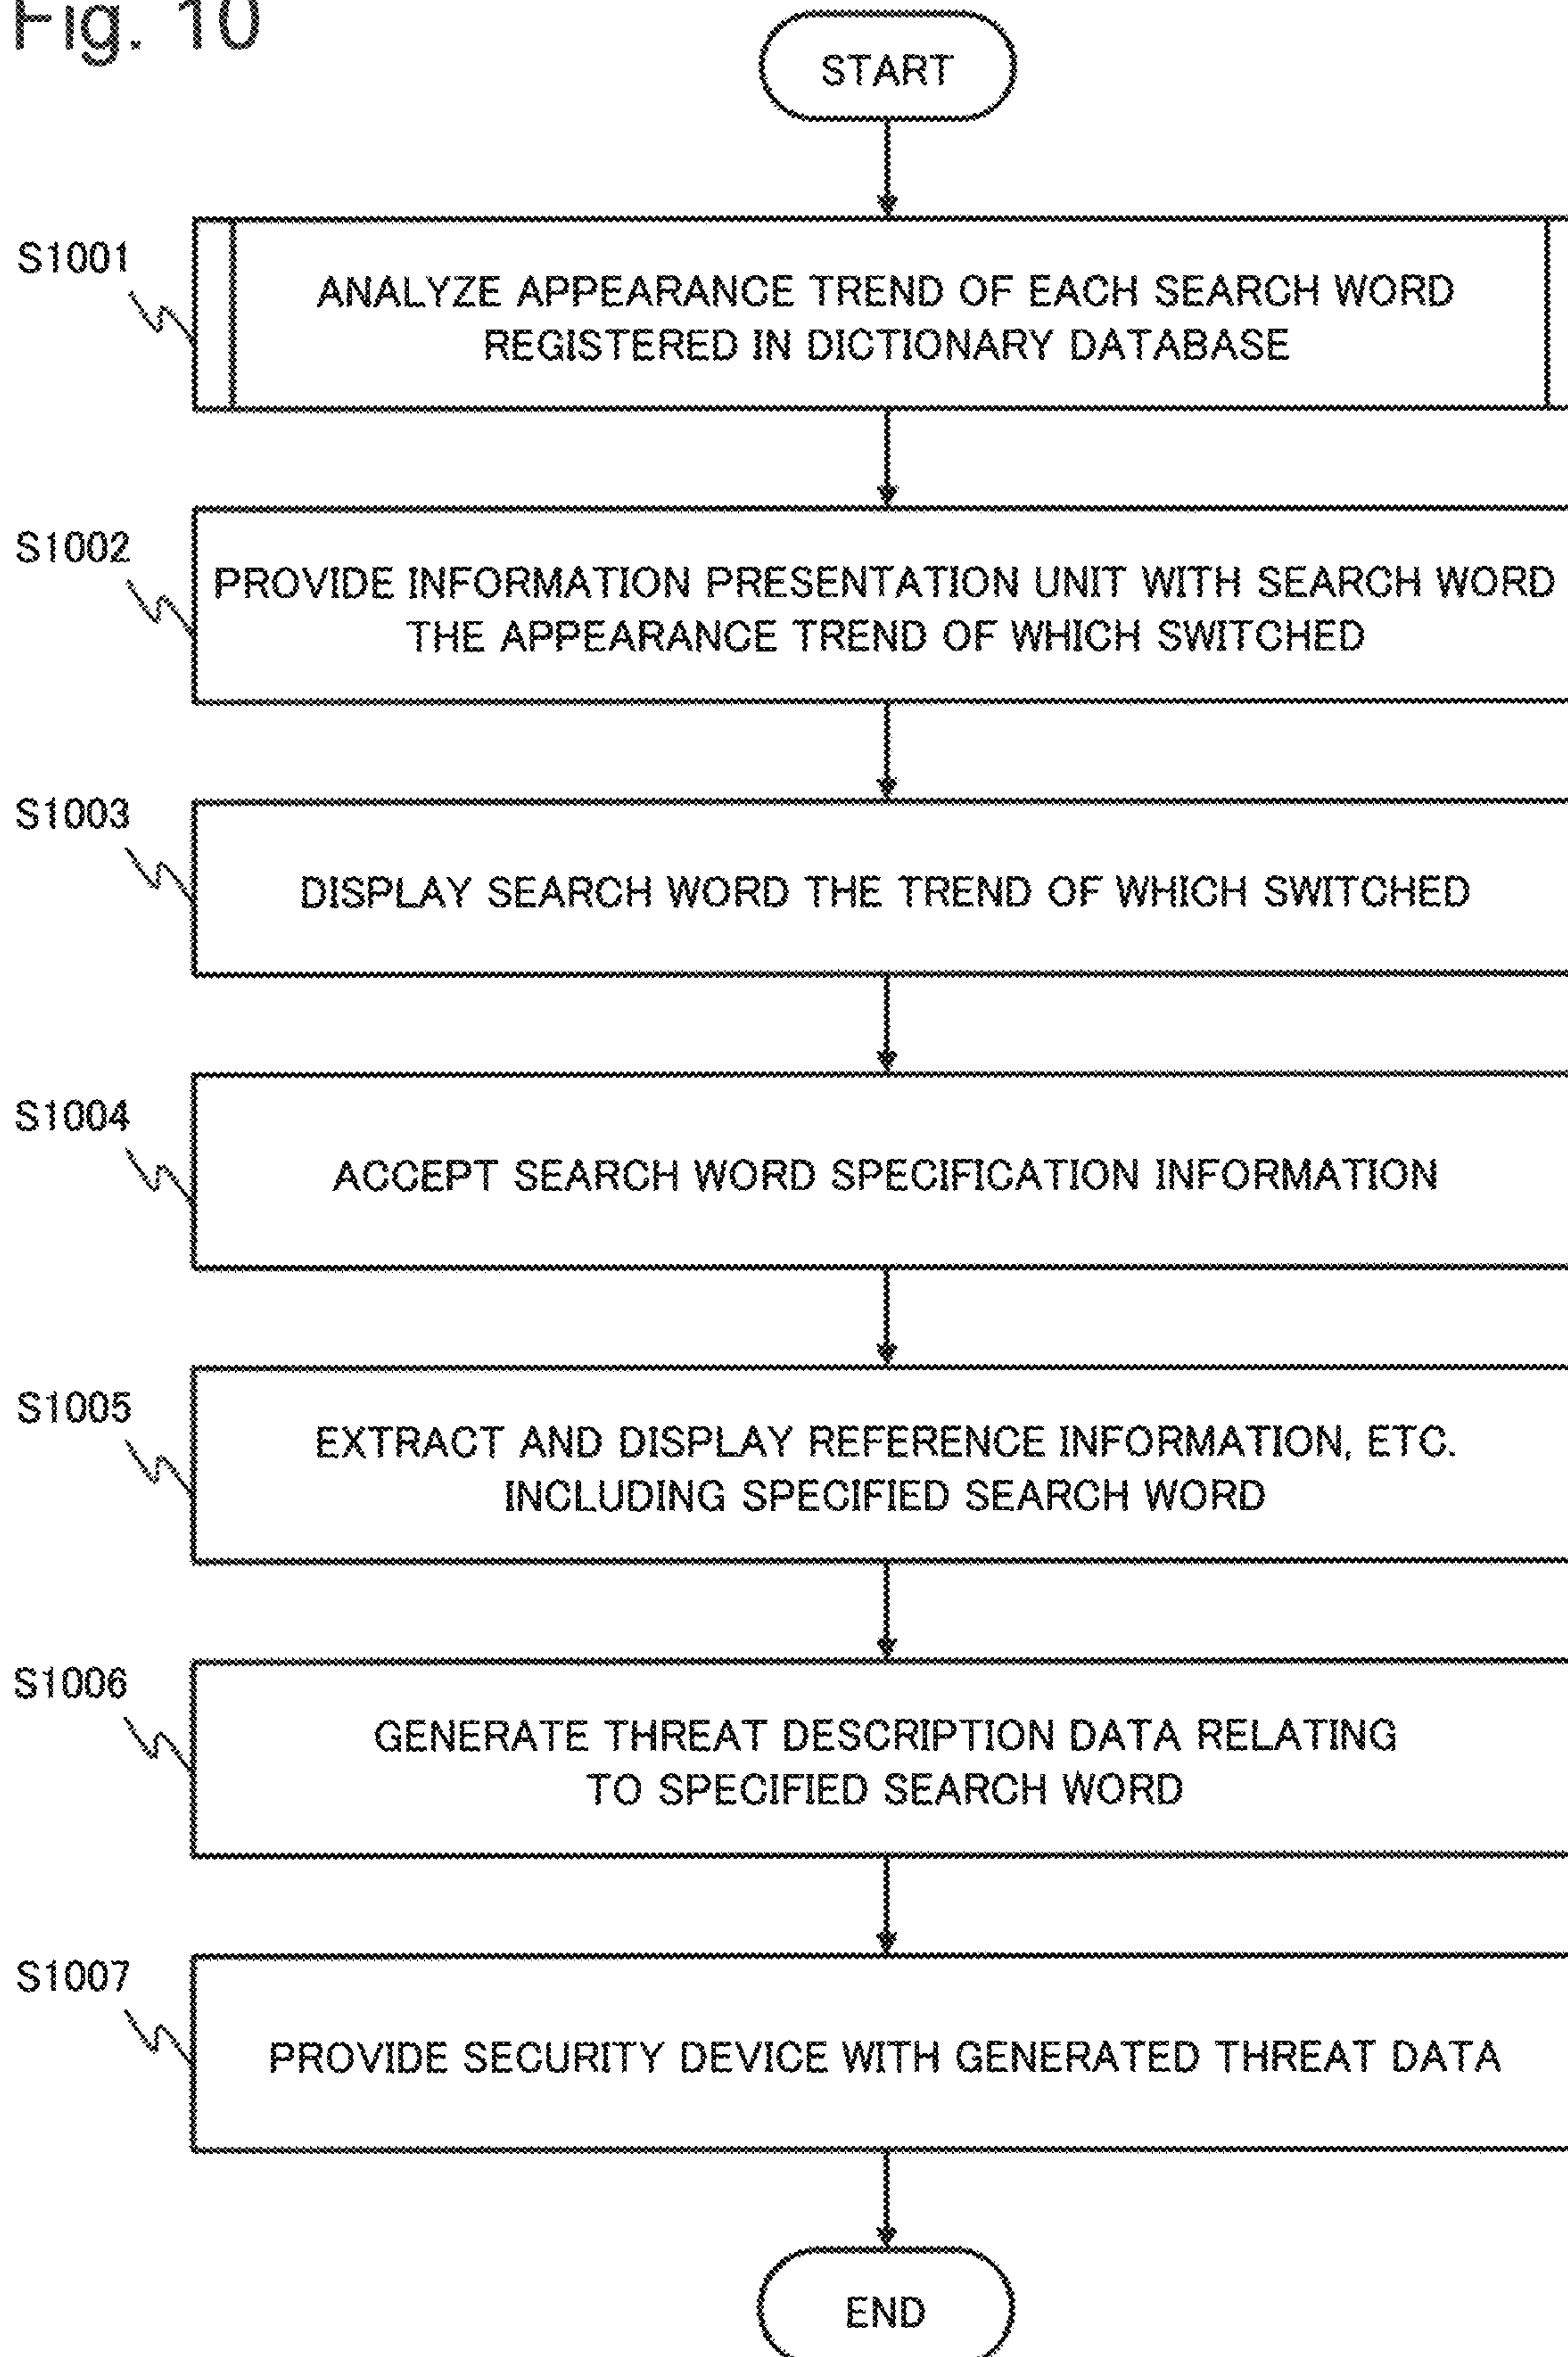 Fig. 10
START
S1001
ANALYZE APPEARANCE TREND OF EACH SEARCH WORD
REGISTERED IN DICTIONARY DATABASE
S1002
PROVIDE INFORMATION PRESENTATION UNIT WITH SEARCH WORD
THE APPEARANCE TREND OF WHICH SWITCHED
S1003
DISPLAY SEARCH WORD THE TREND OF WHICH SWITCHED
S1004
ACCEPT SEARCH WORD SPECIFICATION INFORMATION
S1005
EXTRACT AND DISPLAY REFERENCE INFORMATION, ETC.
INCLUDING SPECIFIED SEARCH WORD
S1006
GENERATE THREAT DESCRIPTION DATA RELATING
TO SPECIFIED SEARCH WORD
S1007
PROVIDE SECURITY DEVICE WITH GENERATED THREAT DATA
END